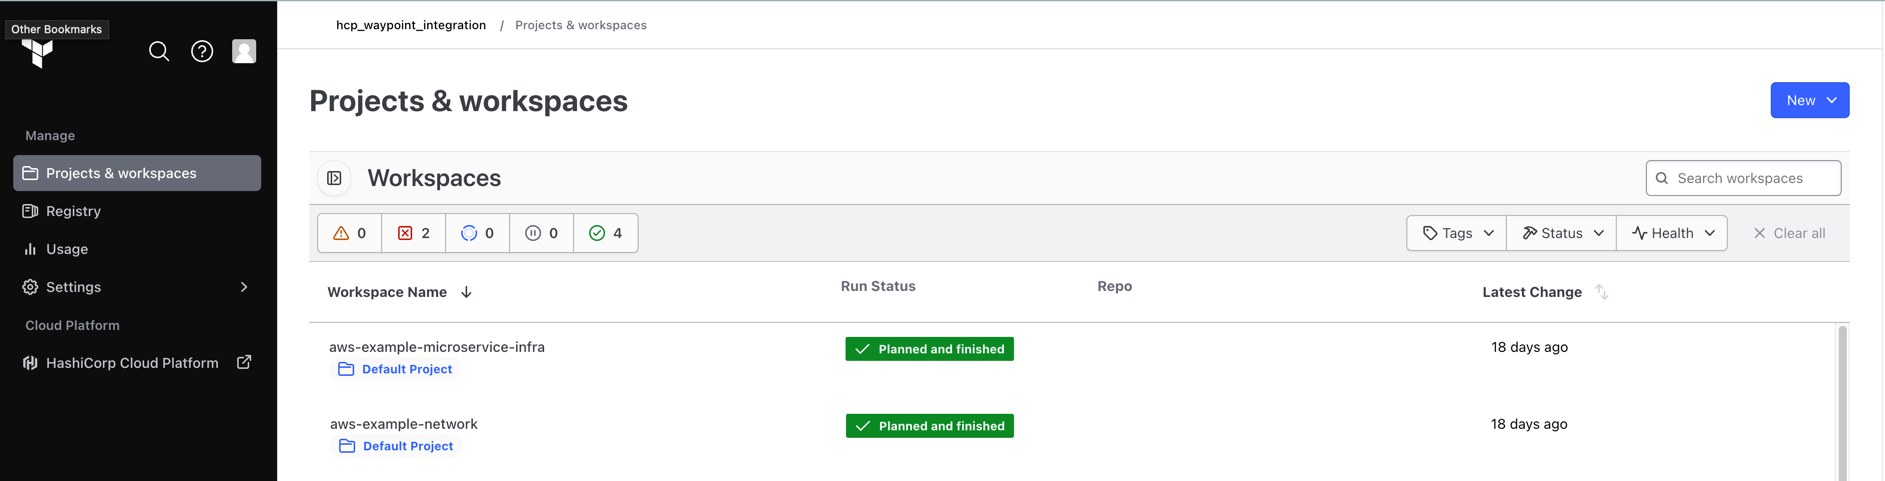 Other Bookmarks
hcp_waypoint_integration / Projects & workspaces
Projects & workspaces
New
Manage
Projects & workspaces
Registry
Usage
Settings
Cloud Platform
HashiCorp Cloud Platform
Workspaces
Search workspaces
0 2 0 0 4
Tags Status Health Clear all
Workspace Name Run Status Repo Latest Change
aws-example-microservice-infra Planned and finished 18 days ago
Default Project
aws-example-network Planned and finished 18 days ago
Default Project